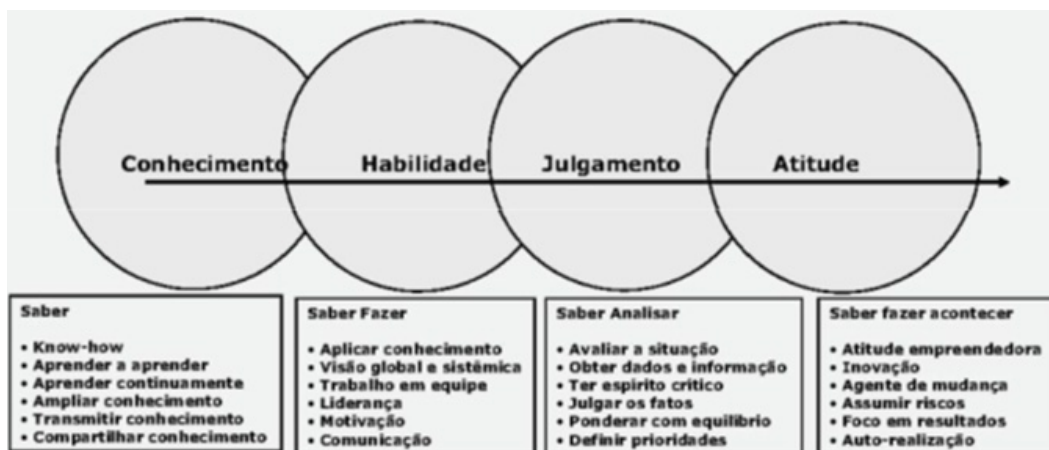 Conhecimento
Habilidade
Julgamento
Atitude
Saber
• Know-how
• Aprender a aprender
• Aprender continuamente
• Ampliar conhecimento
• Transmitir conhecimento
• Compartilhar conhecimento
Saber Fazer
• Aplicar conhecimento
• Visão global e sistêmica
• Trabalho em equipe
• Liderança
• Motivação
• Comunicação
Saber Analisar
• Avaliar a situação
• Obter dados e informação
• Ter espirito critico
• Julgar os fatos
• Ponderar com equilibrio
• Definir prioridades
Saber fazer acontecer
• Atitude empreendedora
• Inovação
• Agente de mudança
• Assumir riscos
• Foco em resultados
• Auto-realização